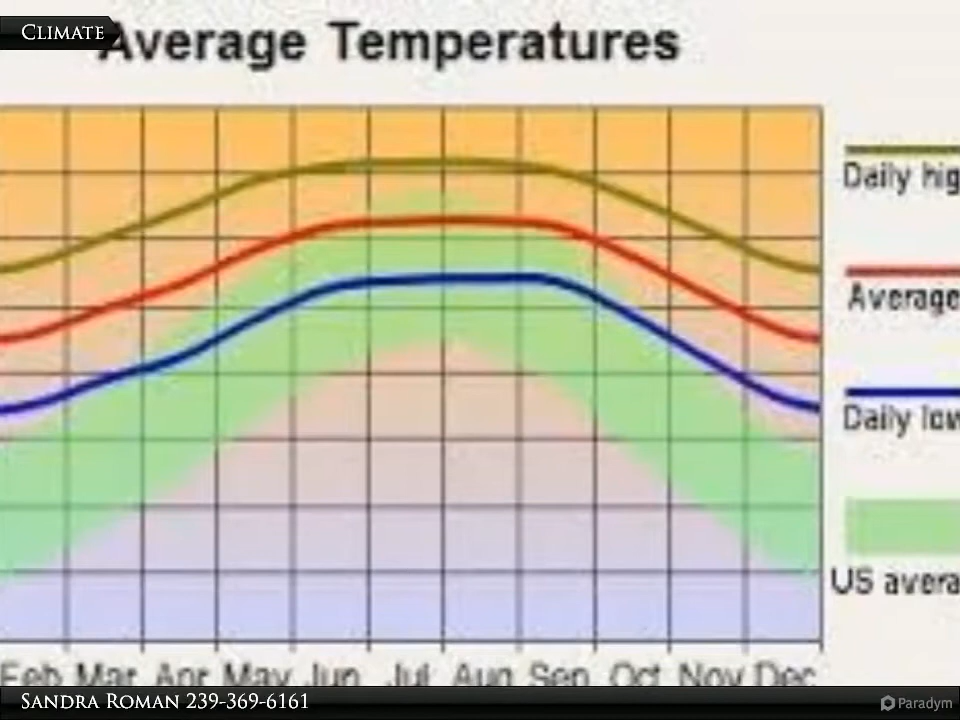 CLIMATE
Average Temperatures
Daily hig
Average
Daily low
US avera
Feb Mar Apr May Jun Jul Aug Sep Oct Nov Dec
SANDRA ROMAN 239-369-6161
Paradym